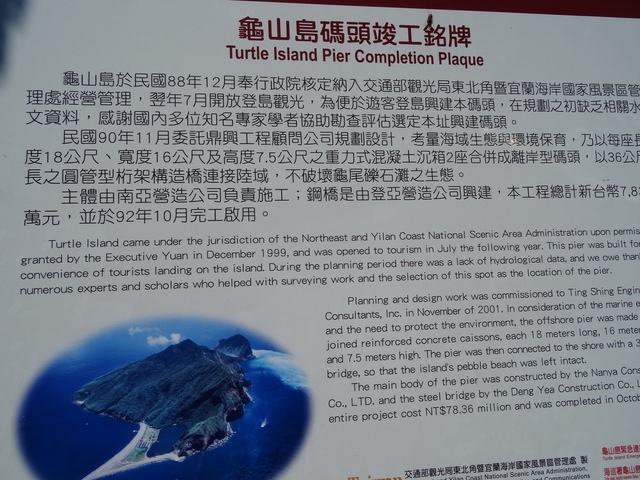 龜山島碼頭竣工銘牌
Turtle Island Pier Completion Plaque
龜山島於民國88年12月奉行政院核定納入交通部觀光局東北角暨宜蘭海岸國家風景區管
理處經營管理，翌年7月開放登島觀光，為便於遊客登島興建本碼頭，在規劃之初缺乏相關水
文資料，感謝國內多位知名專家學者協助勘查評估選定本址興建碼頭。
民國90年11月委託鼎興工程顧問公司規劃設計，考量海域生態與環境保育，乃以每座長
度18公尺、寬度16公尺及高度7.5公尺之重力式混凝土沉箱2座合併成離岸型碼頭，以36公尺
長之圓管型桁架構造橋連接陸域，不破壞龜尾礫石灘之生態。
主體由南亞營造公司負責施工；鋼橋是由登亞營造公司興建，本工程總計新台幣7,83
萬元，並於92年10月完工啟用。
Turtle Island came under the jurisdiction of the Northeast and Yilan Coast National Scenic Area Administration upon permis
granted by the Executive Yuan in December 1999, and was opened to tourism in July the following year. This pier was built for
convenience of tourists landing on the island. During the planning period there was a lack of hydrological data, and we owe than
numerous experts and scholars who helped with surveying work and the selection of this spot as the location of the pier.
Planning and design work was commissioned to Ting Shing Engin
Consultants, Inc. in November of 2001. In consideration of the marine e
and the need to protect the environment, the offshore pier was made
joined reinforced concrete caissons, each 18 meters long, 16 meter
and 7.5 meters high. The pier was then connected to the shore with a 3
bridge, so that the island's pebble beach was left intact.
The main body of the pier was constructed by the Nanya Cons
Co., LTD. and the steel bridge by the Deng Yea Construction Co., L
entire project cost NT$78.36 million and was completed in Octob
交通部觀光局東北角暨宜蘭海岸國家風景區管理處 製
Taiwan
and Yilan Coast National Scenic Area Administration,
龜山島緊急連
Turtle Island Emerge